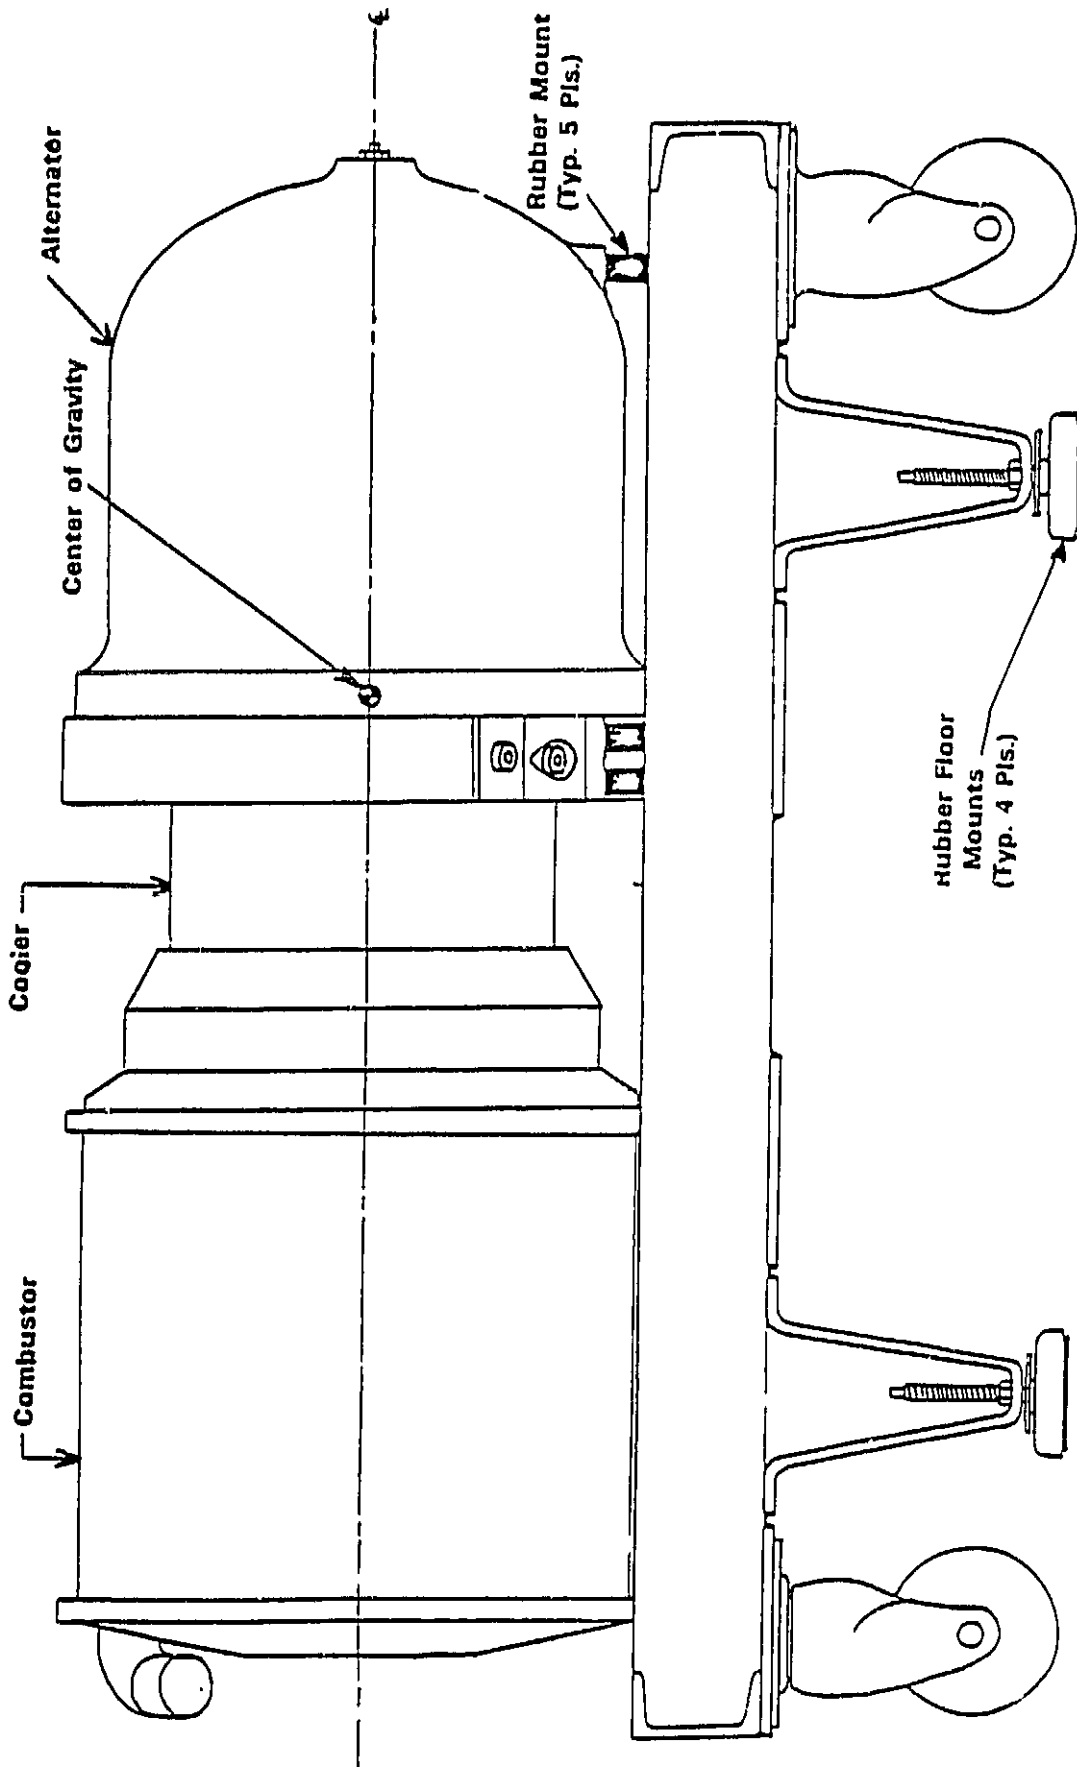 Combustor
Cooler
Center of Gravity
Alternator
℄
Rubber Mount
(Typ. 5 Pls.)
Rubber Floor
Mounts
(Typ. 4 Pls.)